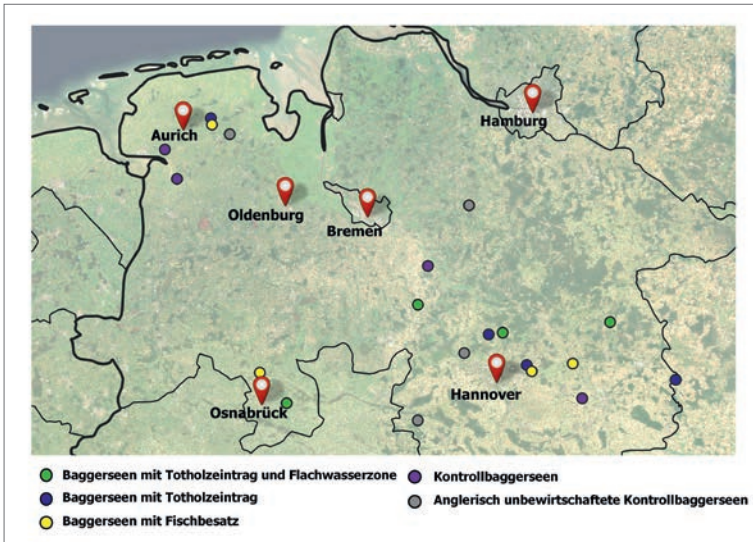 Aurich
Hamburg
Oldenburg
Bremen
Hannover
Osnabrück
Baggerseen mit Totholzeintrag und Flachwasserzone
Baggerseen mit Totholzeintrag
Baggerseen mit Fischbesatz
Kontrollbaggerseen
Anglerisch unbewirtschaftete Kontrollbaggerseen